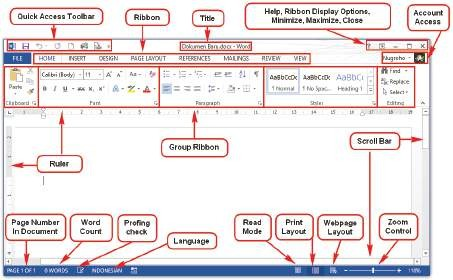 Quick Access Toolbar
Ribbon
Title
Help, Ribbon Display Options,
Minimize, Maximize, Close
Account
Access
Dokumen Baru.docx - Word
FILE HOME INSERT DESIGN PAGE LAYOUT REFERENCES MAILINGS REVIEW VIEW Nugroho
Paste
Calibri (Body) 11
AaBbCcDc AaBbCcDc AaBbCc
1 Normal 1 No Spac... Heading 1
Find
Replace
Select
Clipboard Font Paragraph Styles Editing
Ruler
Group Ribbon
Scroll Bar
Page Number
In Document
Word
Count
Profing
check
Language
Read
Mode
Print
Layout
Webpage
Layout
Zoom
Control
PAGE 1 OF 1 0 WORDS INDONESIAN 118%